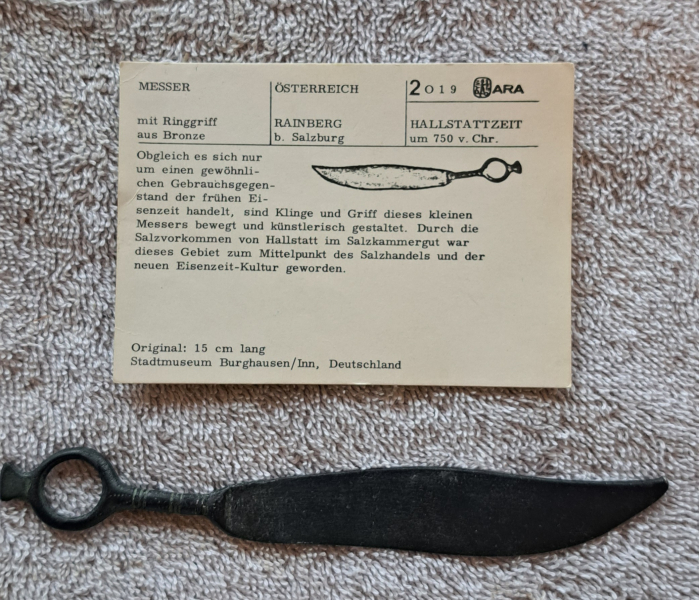 MESSER
mit Ringgriff
aus Bronze
ÖSTERREICH
RAINBERG
b. Salzburg
2019 ARA
HALLSTATTZEIT
um 750 v. Chr.
Obgleich es sich nur
um einen gewöhnli-
chen Gebrauchsgegen-
stand der frühen Ei-
senzeit handelt, sind Klinge und Griff dieses kleinen
Messers bewegt und künstlerisch gestaltet. Durch die
Salzvorkommen von Hallstatt im Salzkammergut war
dieses Gebiet zum Mittelpunkt des Salzhandels und der
neuen Eisenzeit-Kultur geworden.
Original: 15 cm lang
Stadtmuseum Burghausen/Inn, Deutschland